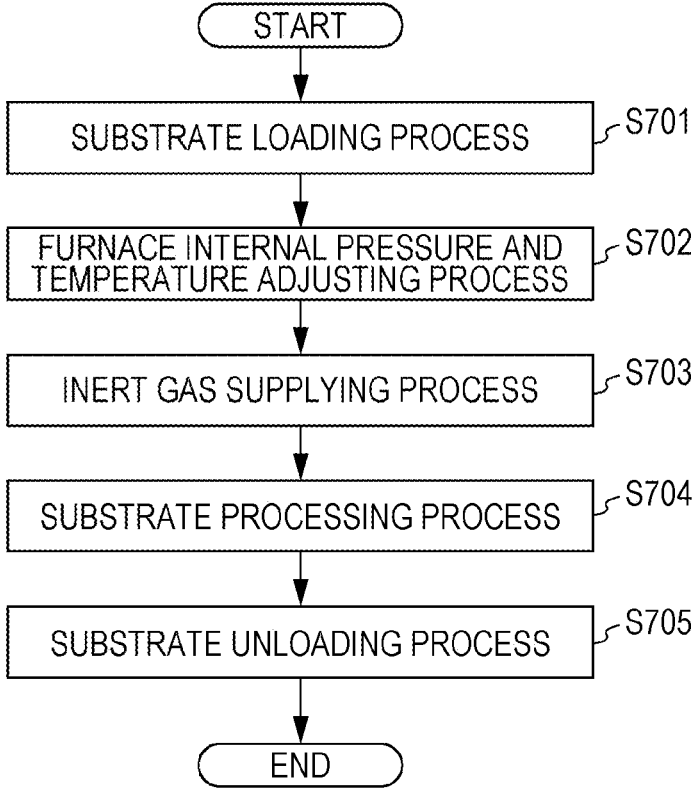 START
SUBSTRATE LOADING PROCESS
S701
FURNACE INTERNAL PRESSURE AND
TEMPERATURE ADJUSTING PROCESS
S702
INERT GAS SUPPLYING PROCESS
S703
SUBSTRATE PROCESSING PROCESS
S704
SUBSTRATE UNLOADING PROCESS
S705
END